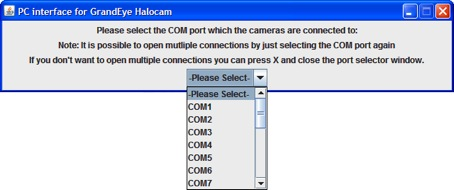 PC interface for GrandEye Halocam
Please select the COM port which the cameras are connected to:
Note: It is possible to open mutliple connections by just selecting the COM port again
If you don't want to open multiple connections you can press X and close the port selector window.
-Please Select-
-Please Select-
COM1
COM2
COM3
COM4
COM5
COM6
COM7